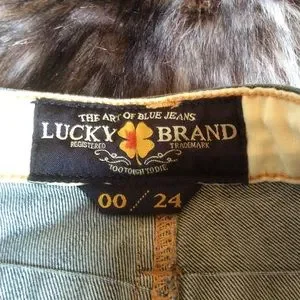 THE ART OF BLUE JEANS
LUCKY BRAND
REGISTERED TRADEMARK
TOO TOUGH TO DIE
00 24